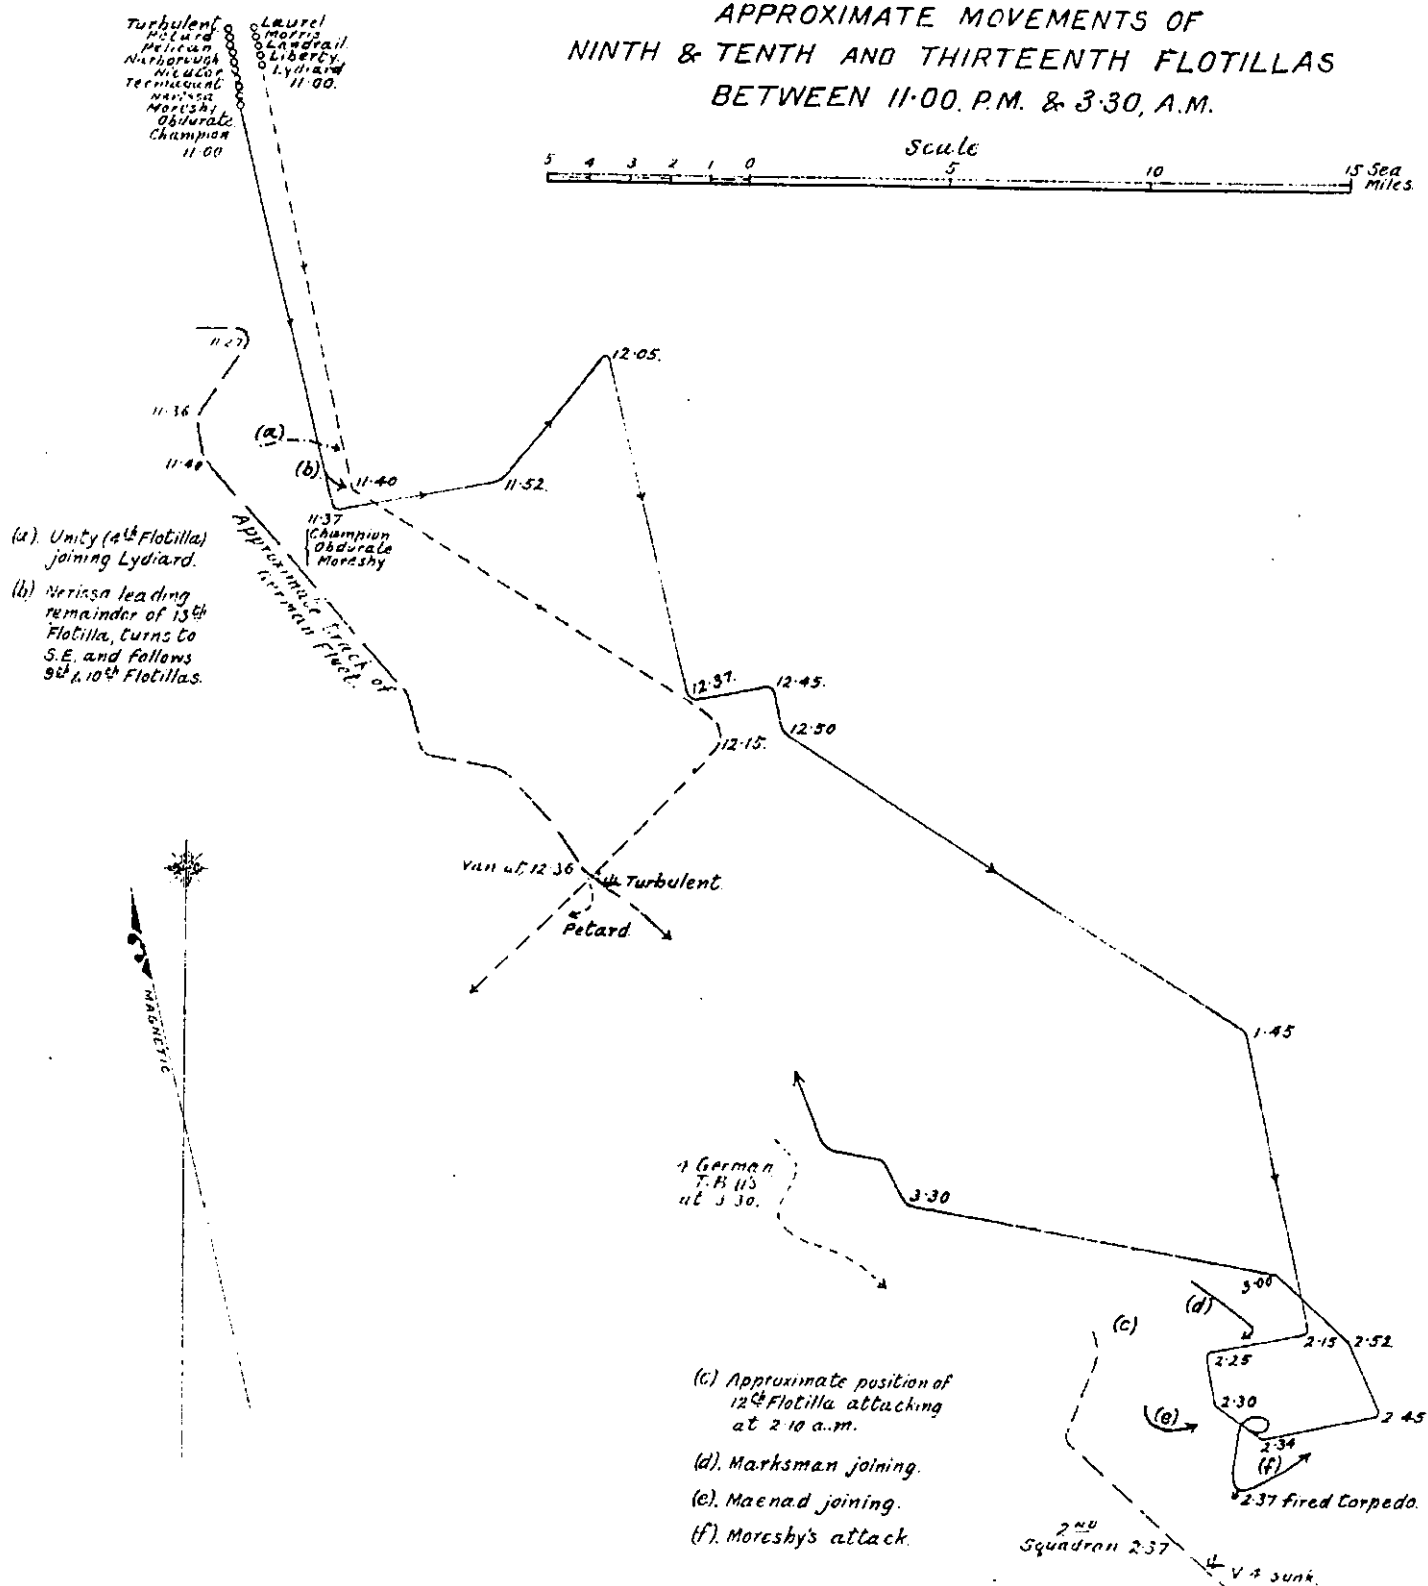 APPROXIMATE MOVEMENTS OF
NINTH & TENTH AND THIRTEENTH FLOTILLAS
BETWEEN 11·00. P.M. & 3·30, A.M.
Scale
5 4 3 2 1 0 5 10 15 Sea
Miles.
Turbulent
Petard
Pelican
Narborough
Nicator
Termagunt
Nerissa
Moresby
Obdurate
Champion
11·00
Laurel
Morris
Landrail
Liberty
Lydiard
11·00.
11·27
11·36
11·40
(a)
(b)
11·40
11·52
12·05.
11·37
Champion
Obdurate
Moresby
(a). Unity (4th Flotilla)
joining Lydiard.
(b) Nerissa leading
remainder of 13th
Flotilla, turns to
S.E. and follows
9th & 10th Flotillas.
Approximate track of
German Fleet.
12·37.
12·45.
12·50
12·15.
Van at, 12·36
Turbulent
Petard
MAGNETIC
1·45
4 German
T.B.D's
at 3·30.
3·30
3·00
(d)
(c)
2·15
2·52
2·25
2·30
(e)
2·45
2·34
(f)
2·37 fired torpedo.
(c) Approximate position of
12th Flotilla attacking
at 2·10 a.m.
(d). Marksman joining.
(e). Maenad joining.
(f). Moresby's attack.
2ND
Squadron 2·37
V 4 sunk.